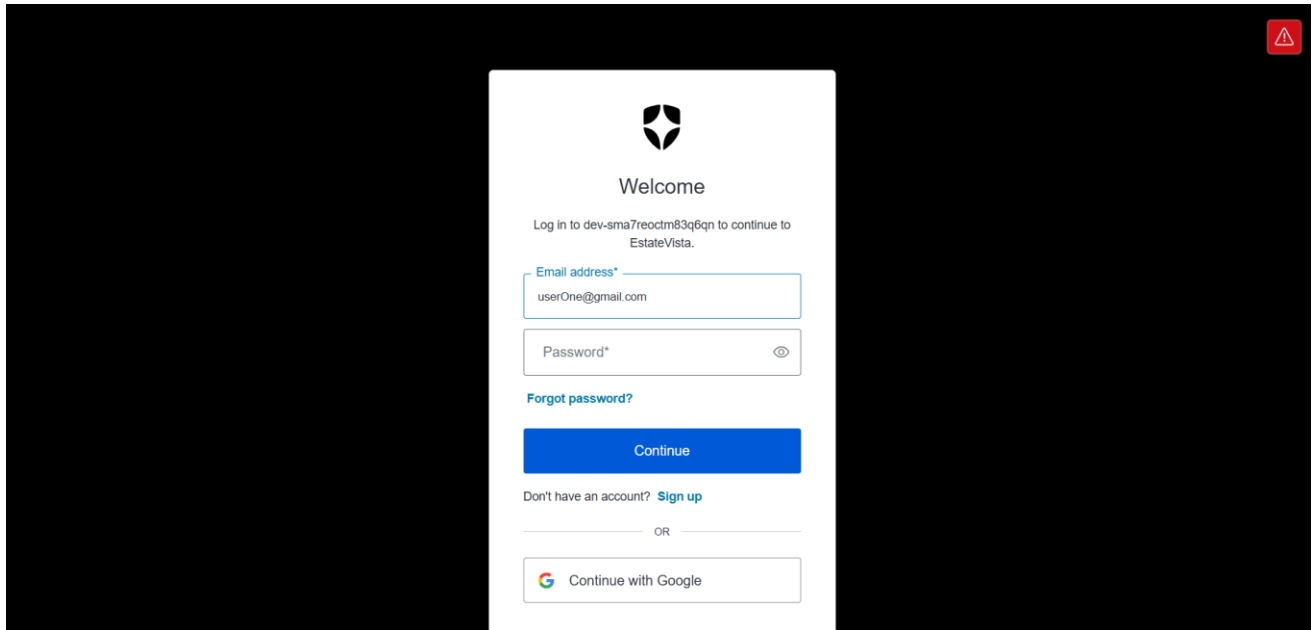 Welcome
Log in to dev-sma7reoctm83q6qn to continue to
EstateVista.
Email address*
userOne@gmail.com
Password*
Forgot password?
Continue
Don't have an account? Sign up
OR
Continue with Google